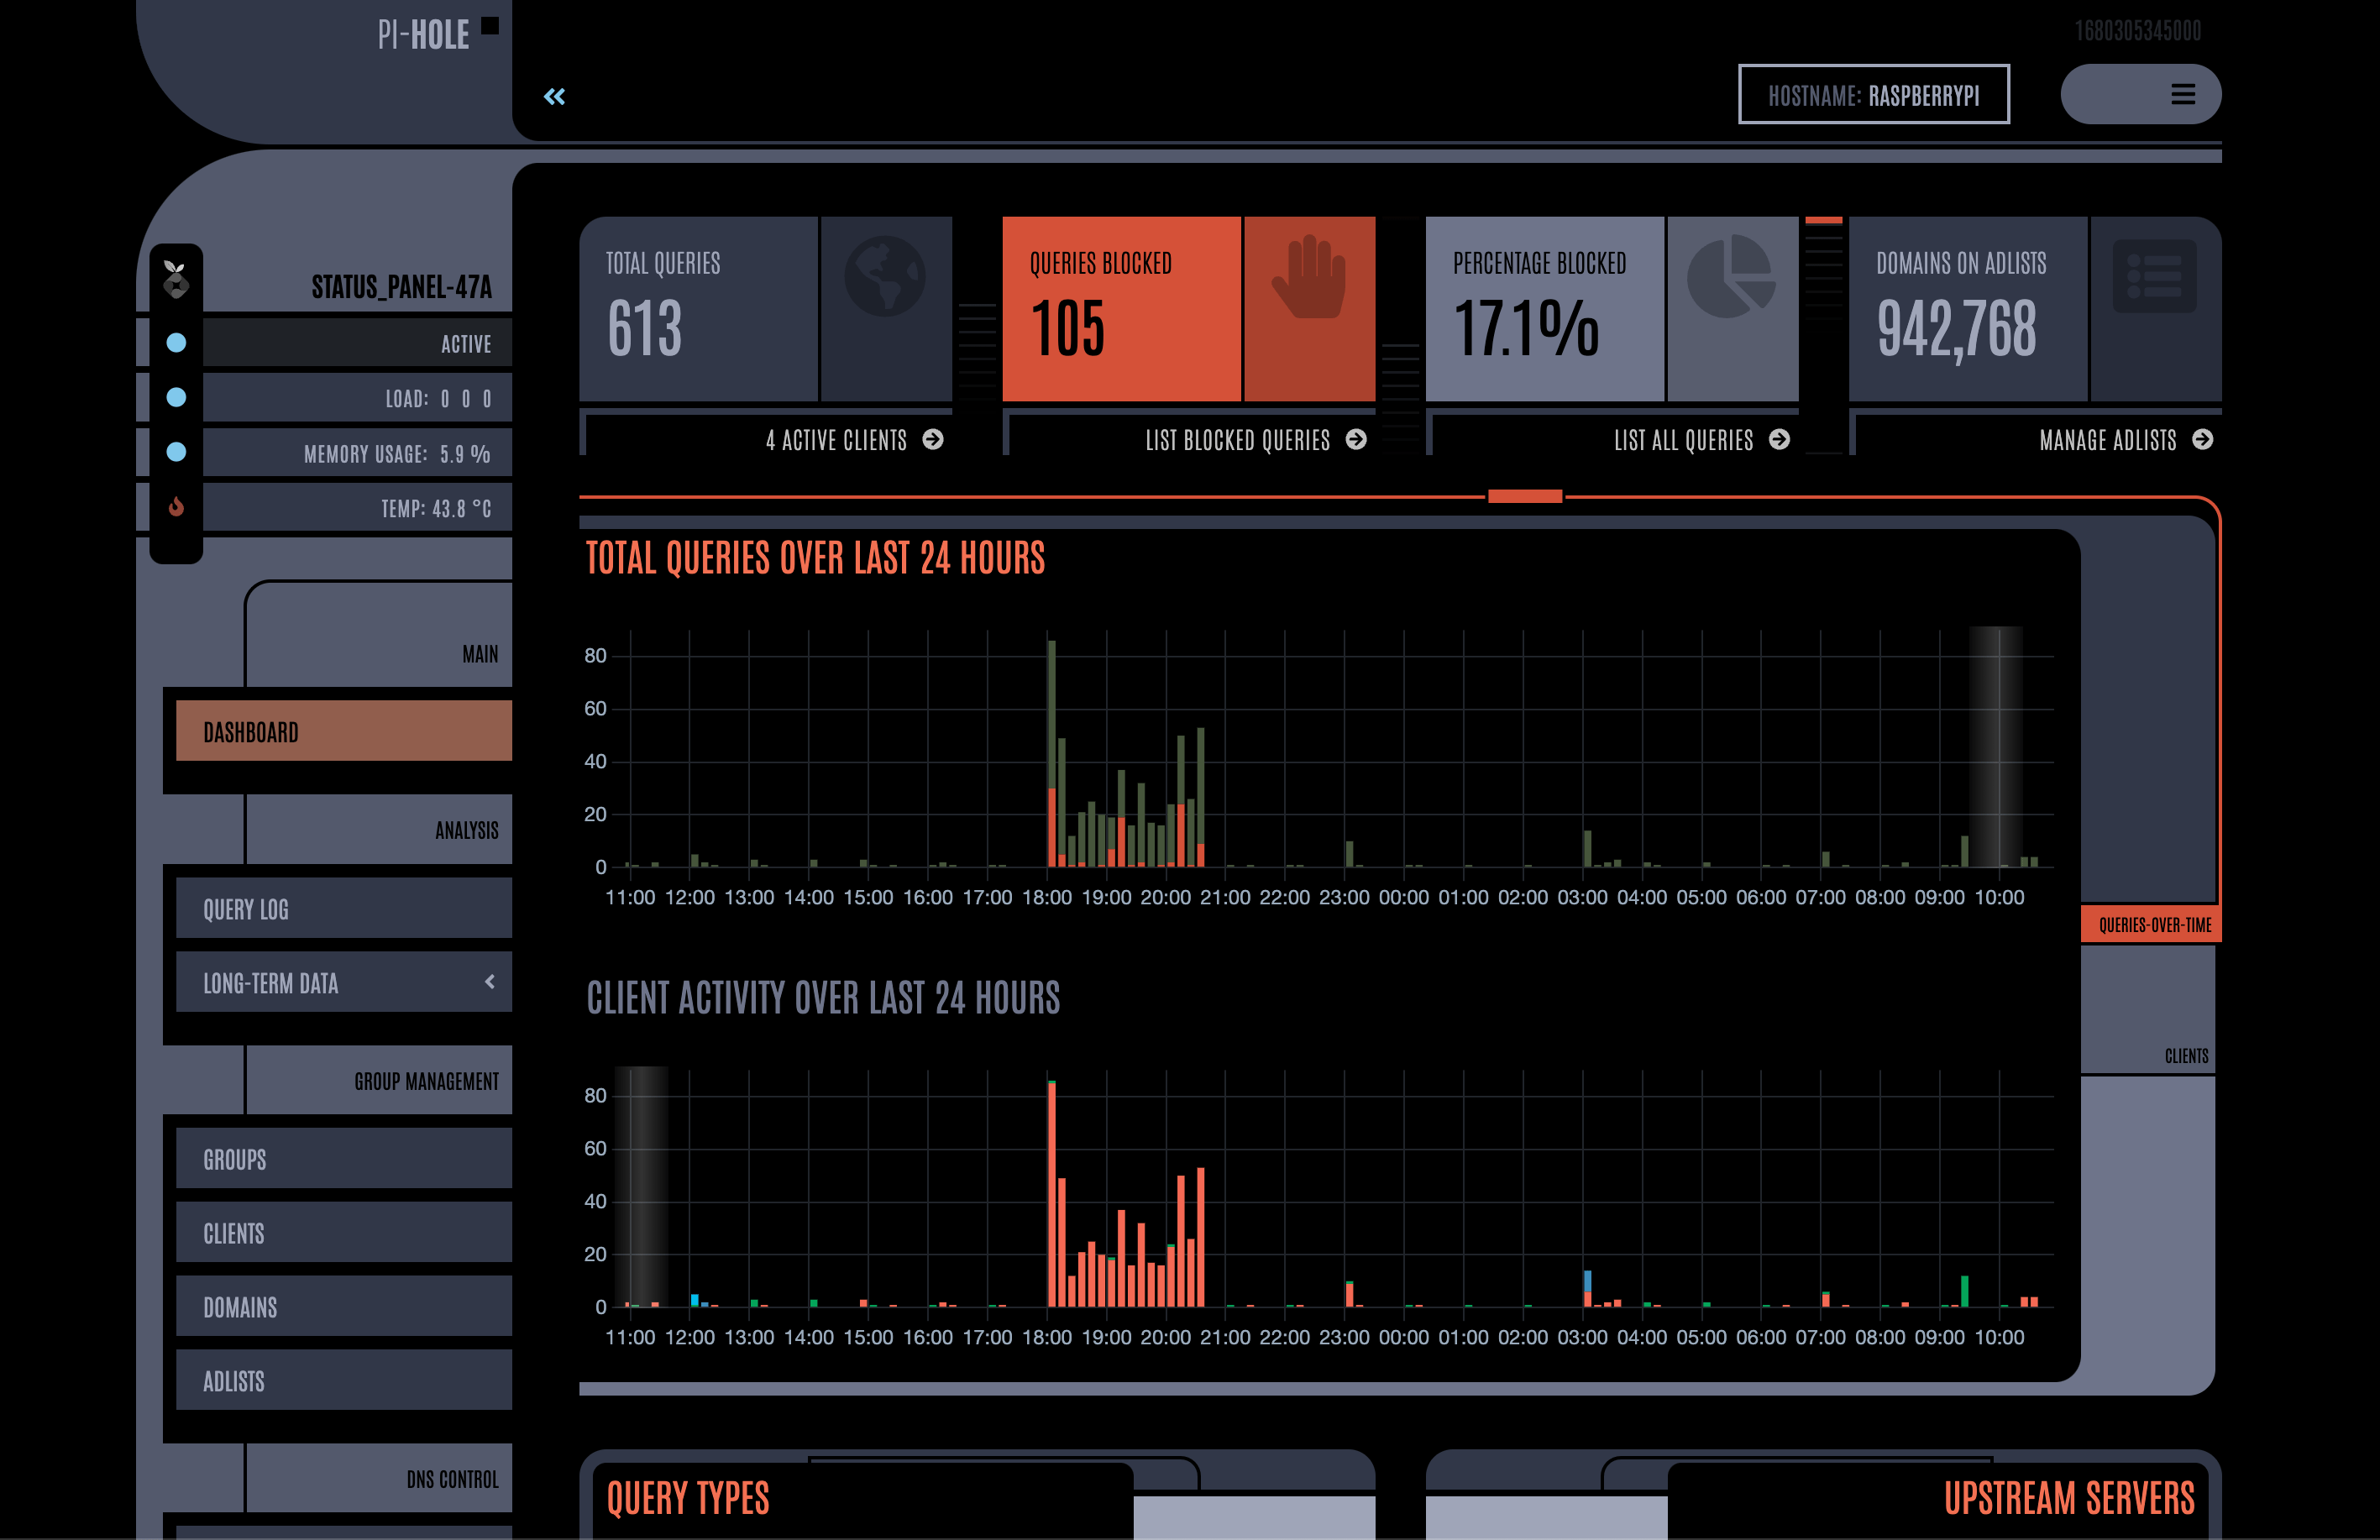 PI-HOLE
1680305345000
HOSTNAME: RASPBERRYPI
STATUS_PANEL-47A
ACTIVE
LOAD: 0 0 0
MEMORY USAGE: 5.9 %
TEMP: 43.8 °C
MAIN
DASHBOARD
ANALYSIS
QUERY LOG
LONG-TERM DATA
GROUP MANAGEMENT
GROUPS
CLIENTS
DOMAINS
ADLISTS
DNS CONTROL
TOTAL QUERIES
613
4 ACTIVE CLIENTS
QUERIES BLOCKED
105
LIST BLOCKED QUERIES
PERCENTAGE BLOCKED
17.1%
LIST ALL QUERIES
DOMAINS ON ADLISTS
942,768
MANAGE ADLISTS
TOTAL QUERIES OVER LAST 24 HOURS
80
60
40
20
0
11:00 12:00 13:00 14:00 15:00 16:00 17:00 18:00 19:00 20:00 21:00 22:00 23:00 00:00 01:00 02:00 03:00 04:00 05:00 06:00 07:00 08:00 09:00 10:00
QUERIES-OVER-TIME
CLIENT ACTIVITY OVER LAST 24 HOURS
CLIENTS
80
60
40
20
0
11:00 12:00 13:00 14:00 15:00 16:00 17:00 18:00 19:00 20:00 21:00 22:00 23:00 00:00 01:00 02:00 03:00 04:00 05:00 06:00 07:00 08:00 09:00 10:00
QUERY TYPES
UPSTREAM SERVERS